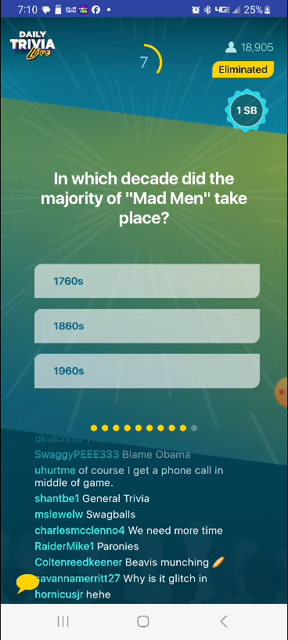 7:10
4G
25%
DAILY
TRIVIA
Live
7
18,905
Eliminated
1 SB
In which decade did the
majority of "Mad Men" take
place?
1760s
1860s
1960s
SwaggyPEEE333 Blame Obama
uhurtme of course I get a phone call in
middle of game.
shantbe1 General Trivia
mslewelw Swagballs
charlesmcclenno4 We need more time
RaiderMike1 Paronies
Coltenreedkeener Beavis munching 🥖
savannamerritt27 Why is it glitch in
hornicusjr hehe